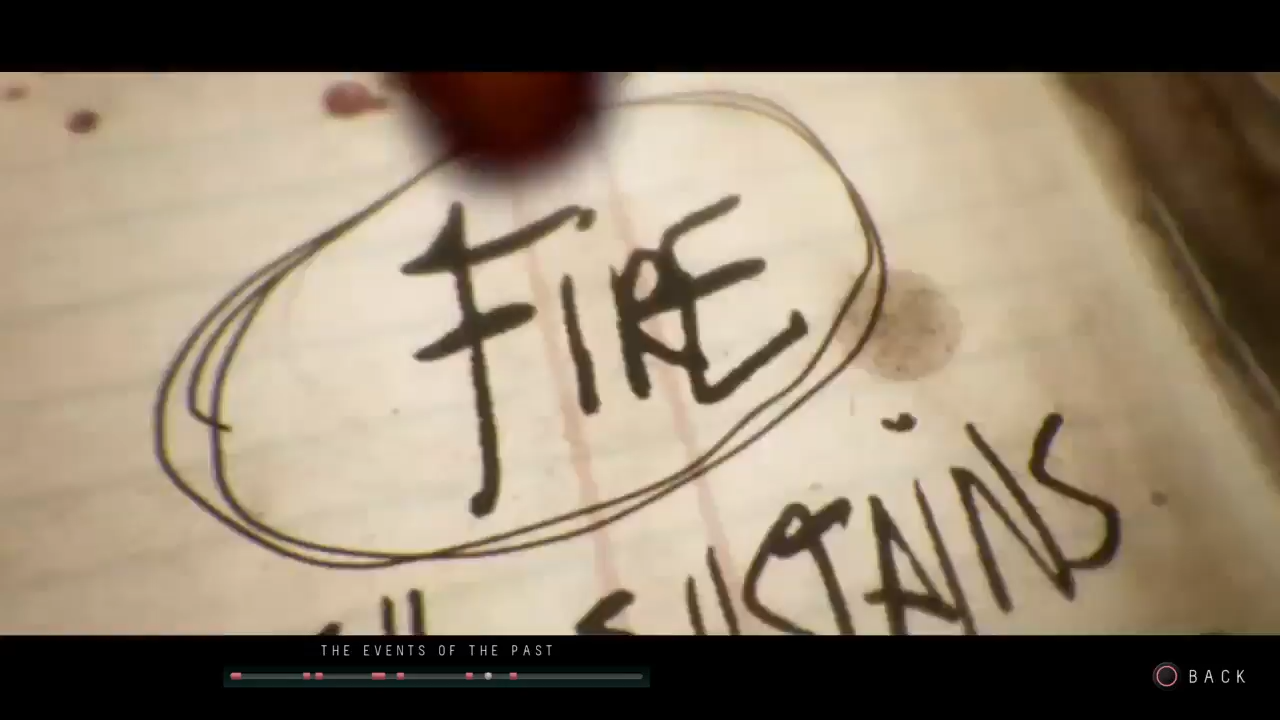 FIRE
SUSTAINS
THE EVENTS OF THE PAST
BACK